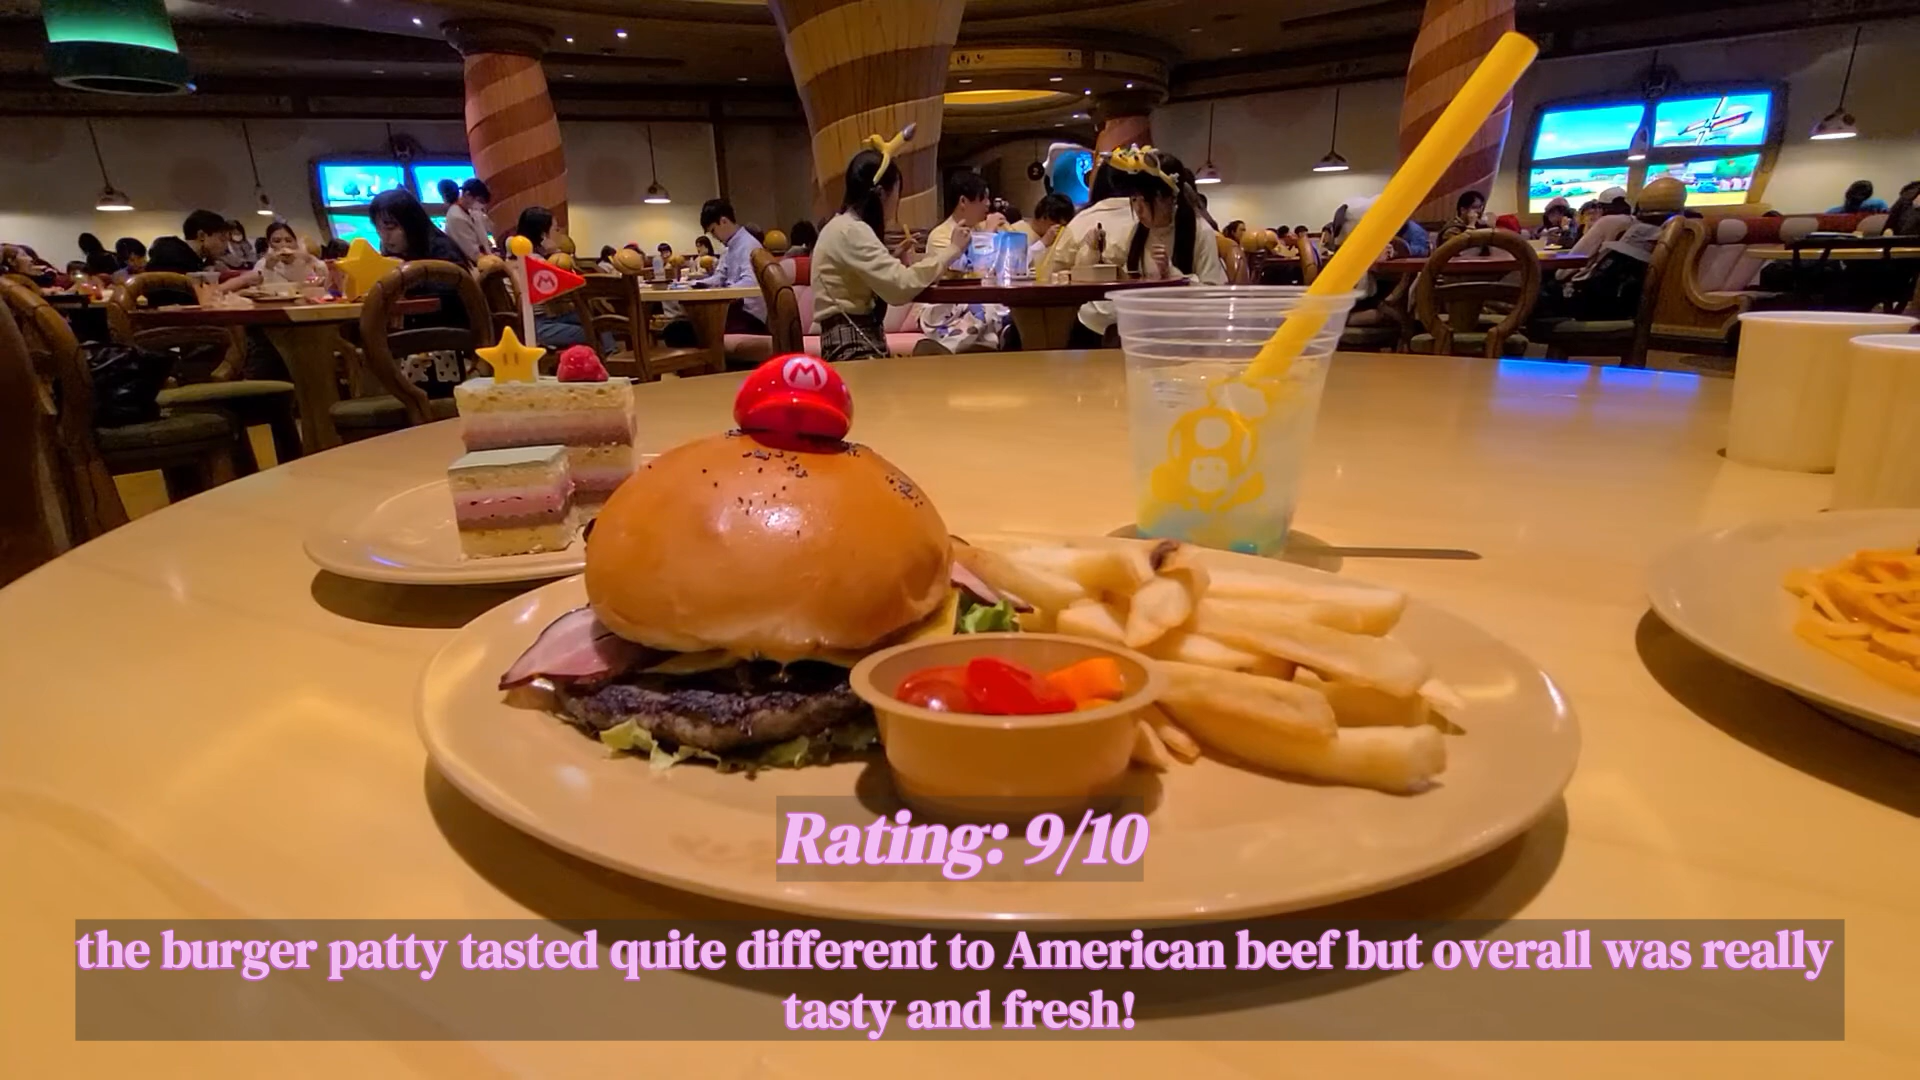 M
M
Rating: 9/10
the burger patty tasted quite different to American beef but overall was really
tasty and fresh!